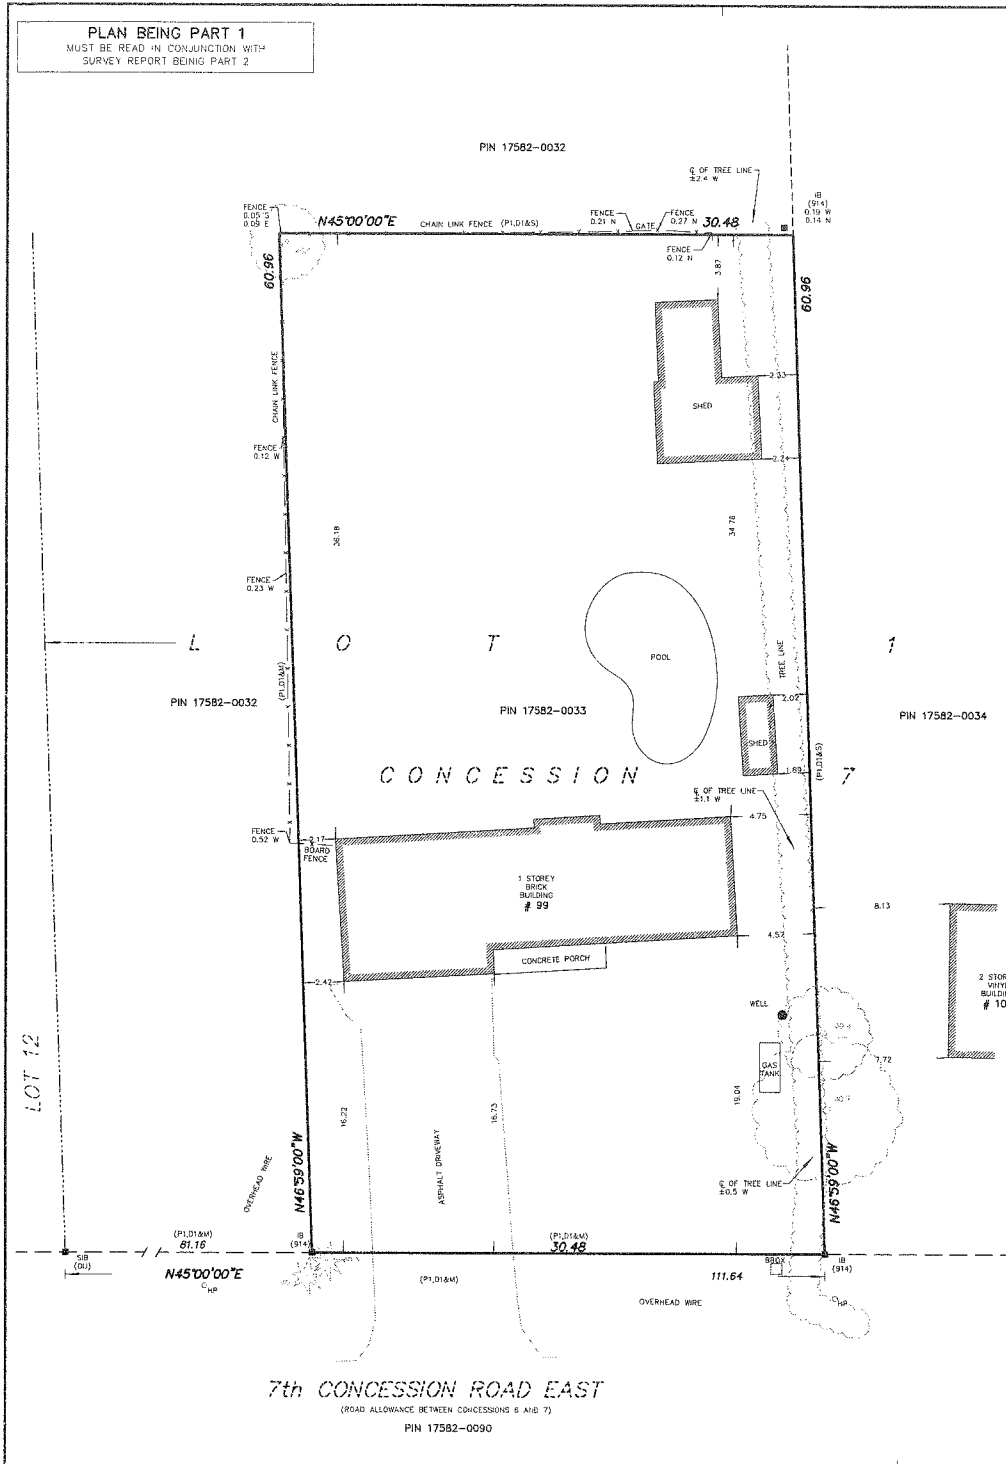 PLAN BEING PART 1
MUST BE READ IN CONJUNCTION WITH
SURVEY REPORT BEINIG PART 2
PIN 17582-0032
℄ OF TREE LINE
±2.4 W
IB
(914)
0.19 W
0.14 N
FENCE
0.05 S
0.09 E
N45°00'00"E
CHAIN LINK FENCE (P1,D1&S)
FENCE
0.21 N
GATE
FENCE
0.27 N
30.48
FENCE
0.12 N
60.96
3.87
60.96
CHAIN LINK FENCE
2.33
SHED
FENCE
0.12 W
2.24
36.18
34.78
FENCE
0.23 W
L O T 1
POOL
TREE LINE
(P1,D1&M)
PIN 17582-0032
PIN 17582-0033
2.02
PIN 17582-0034
SHED
(P1,D1&S)
CONCESSION 7
1.89
℄ OF TREE LINE
±1.1 W
4.75
FENCE
0.52 W
2.17
BOARD
FENCE
1 STOREY
BRICK
BUILDING
# 99
8.13
4.57
CONCRETE PORCH
2.42
2 STOR
VINY
BUILDI
# 10
WELL
LOT 12
GAS
TANK
7.72
16.22
16.73
19.04
ASPHALT DRIVEWAY
OVERHEAD WIRE
N46°59'00"W
℄ OF TREE LINE
±0.5 W
N46°59'00"W
(P1,D1&M)
81.16
IB
(914)
(P1,D1&M)
30.48
SIB
(OU)
N45°00'00"E
HP
(P1,D1&M)
111.64
BBOX
IB
(914)
OVERHEAD WIRE
HP
7th CONCESSION ROAD EAST
(ROAD ALLOWANCE BETWEEN CONCESSIONS 6 AND 7)
PIN 17582-0090